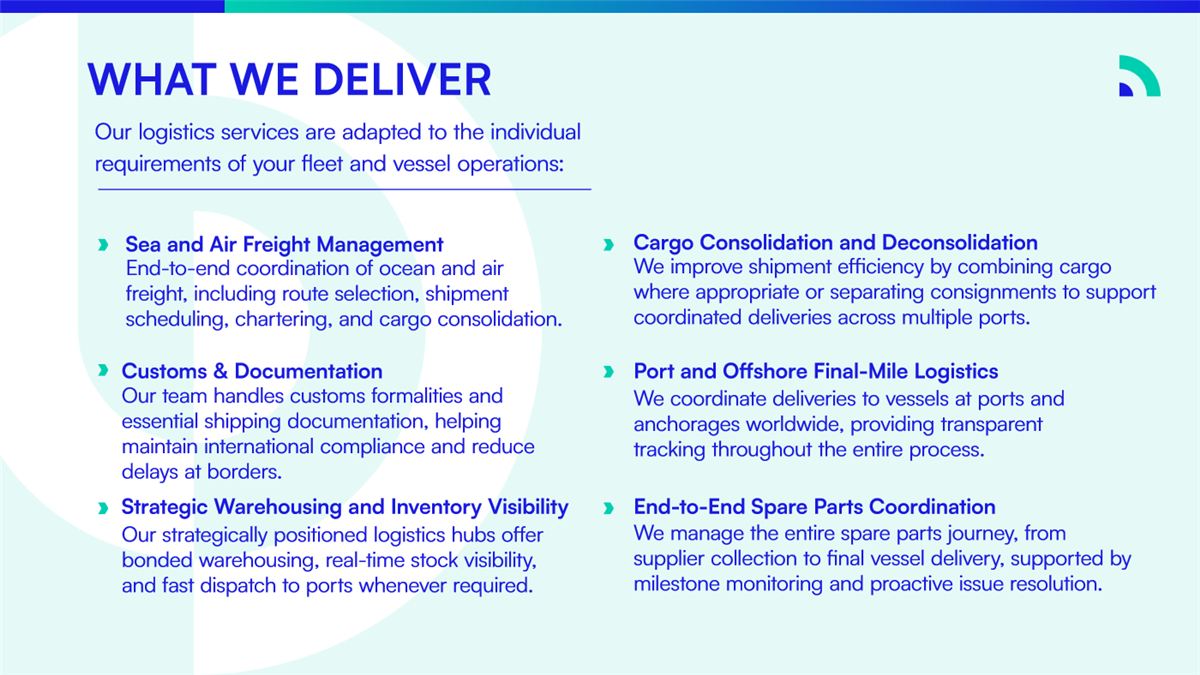 WHAT WE DELIVER
Our logistics services are adapted to the individual
requirements of your fleet and vessel operations:
Sea and Air Freight Management
End-to-end coordination of ocean and air
freight, including route selection, shipment
scheduling, chartering, and cargo consolidation.
Customs & Documentation
Our team handles customs formalities and
essential shipping documentation, helping
maintain international compliance and reduce
delays at borders.
Strategic Warehousing and Inventory Visibility
Our strategically positioned logistics hubs offer
bonded warehousing, real-time stock visibility,
and fast dispatch to ports whenever required.
Cargo Consolidation and Deconsolidation
We improve shipment efficiency by combining cargo
where appropriate or separating consignments to support
coordinated deliveries across multiple ports.
Port and Offshore Final-Mile Logistics
We coordinate deliveries to vessels at ports and
anchorages worldwide, providing transparent
tracking throughout the entire process.
End-to-End Spare Parts Coordination
We manage the entire spare parts journey, from
supplier collection to final vessel delivery, supported by
milestone monitoring and proactive issue resolution.